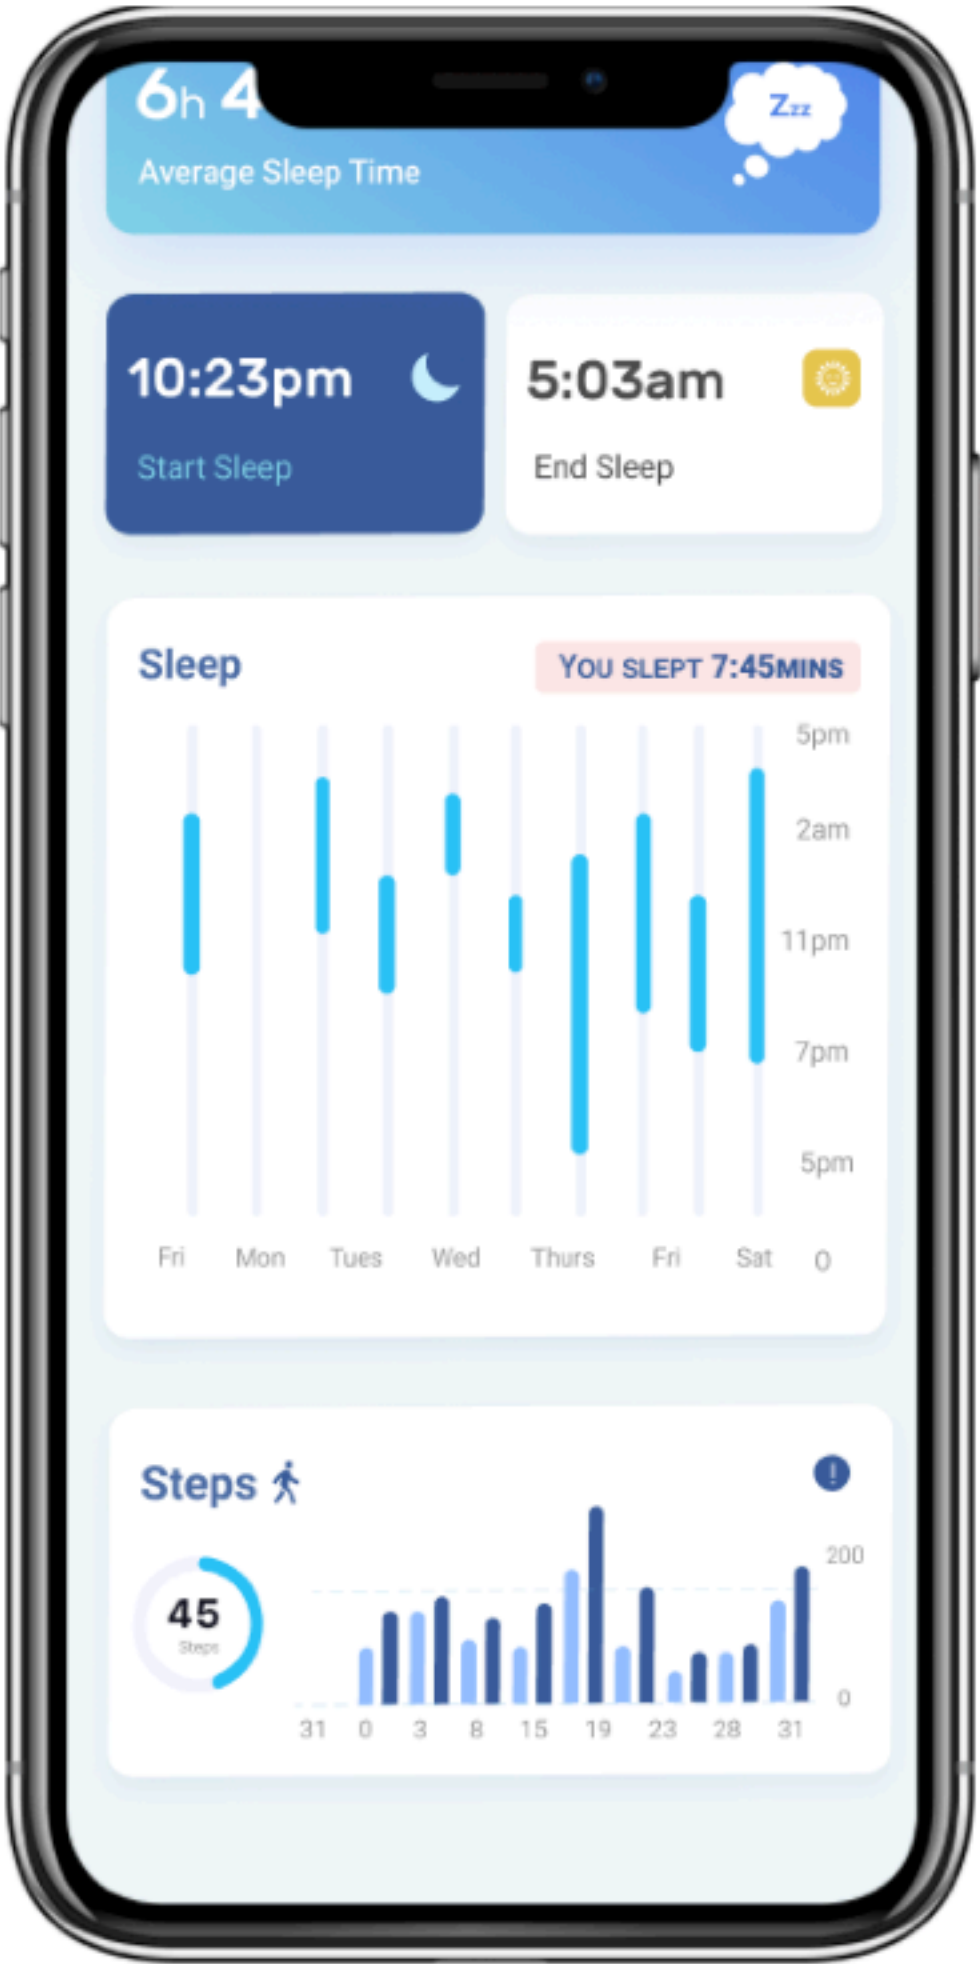 6h 4
Zzz
Average Sleep Time
10:23pm
5:03am
Start Sleep
End Sleep
Sleep
YOU SLEPT 7:45MINS
5pm
2am
11pm
7pm
5pm
Fri Mon Tues Wed Thurs Fri Sat 0
Steps
200
45
Steps
0
31 0 3 8 15 19 23 28 31